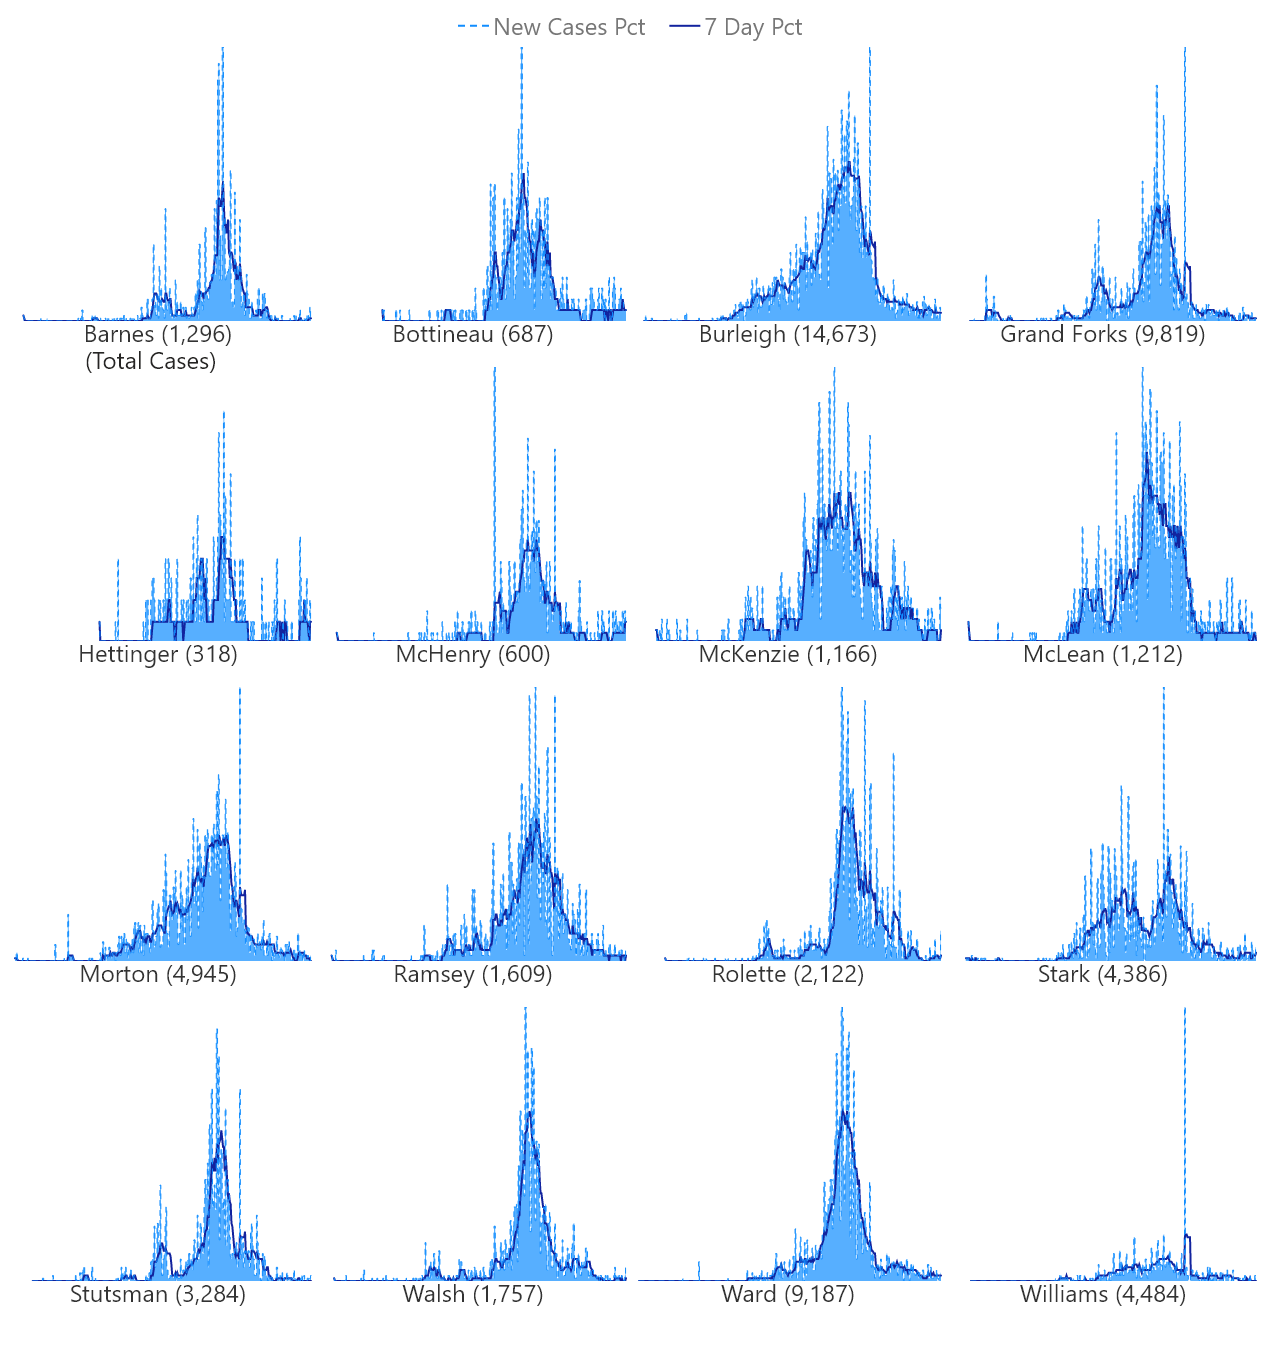 New Cases Pct 7 Day Pct
Barnes (1,296)
(Total Cases)
Bottineau (687)
Burleigh (14,673)
Grand Forks (9,819)
Hettinger (318)
McHenry (600)
McKenzie (1,166)
McLean (1,212)
Morton (4,945)
Ramsey (1,609)
Rolette (2,122)
Stark (4,386)
Stutsman (3,284)
Walsh (1,757)
Ward (9,187)
Williams (4,484)